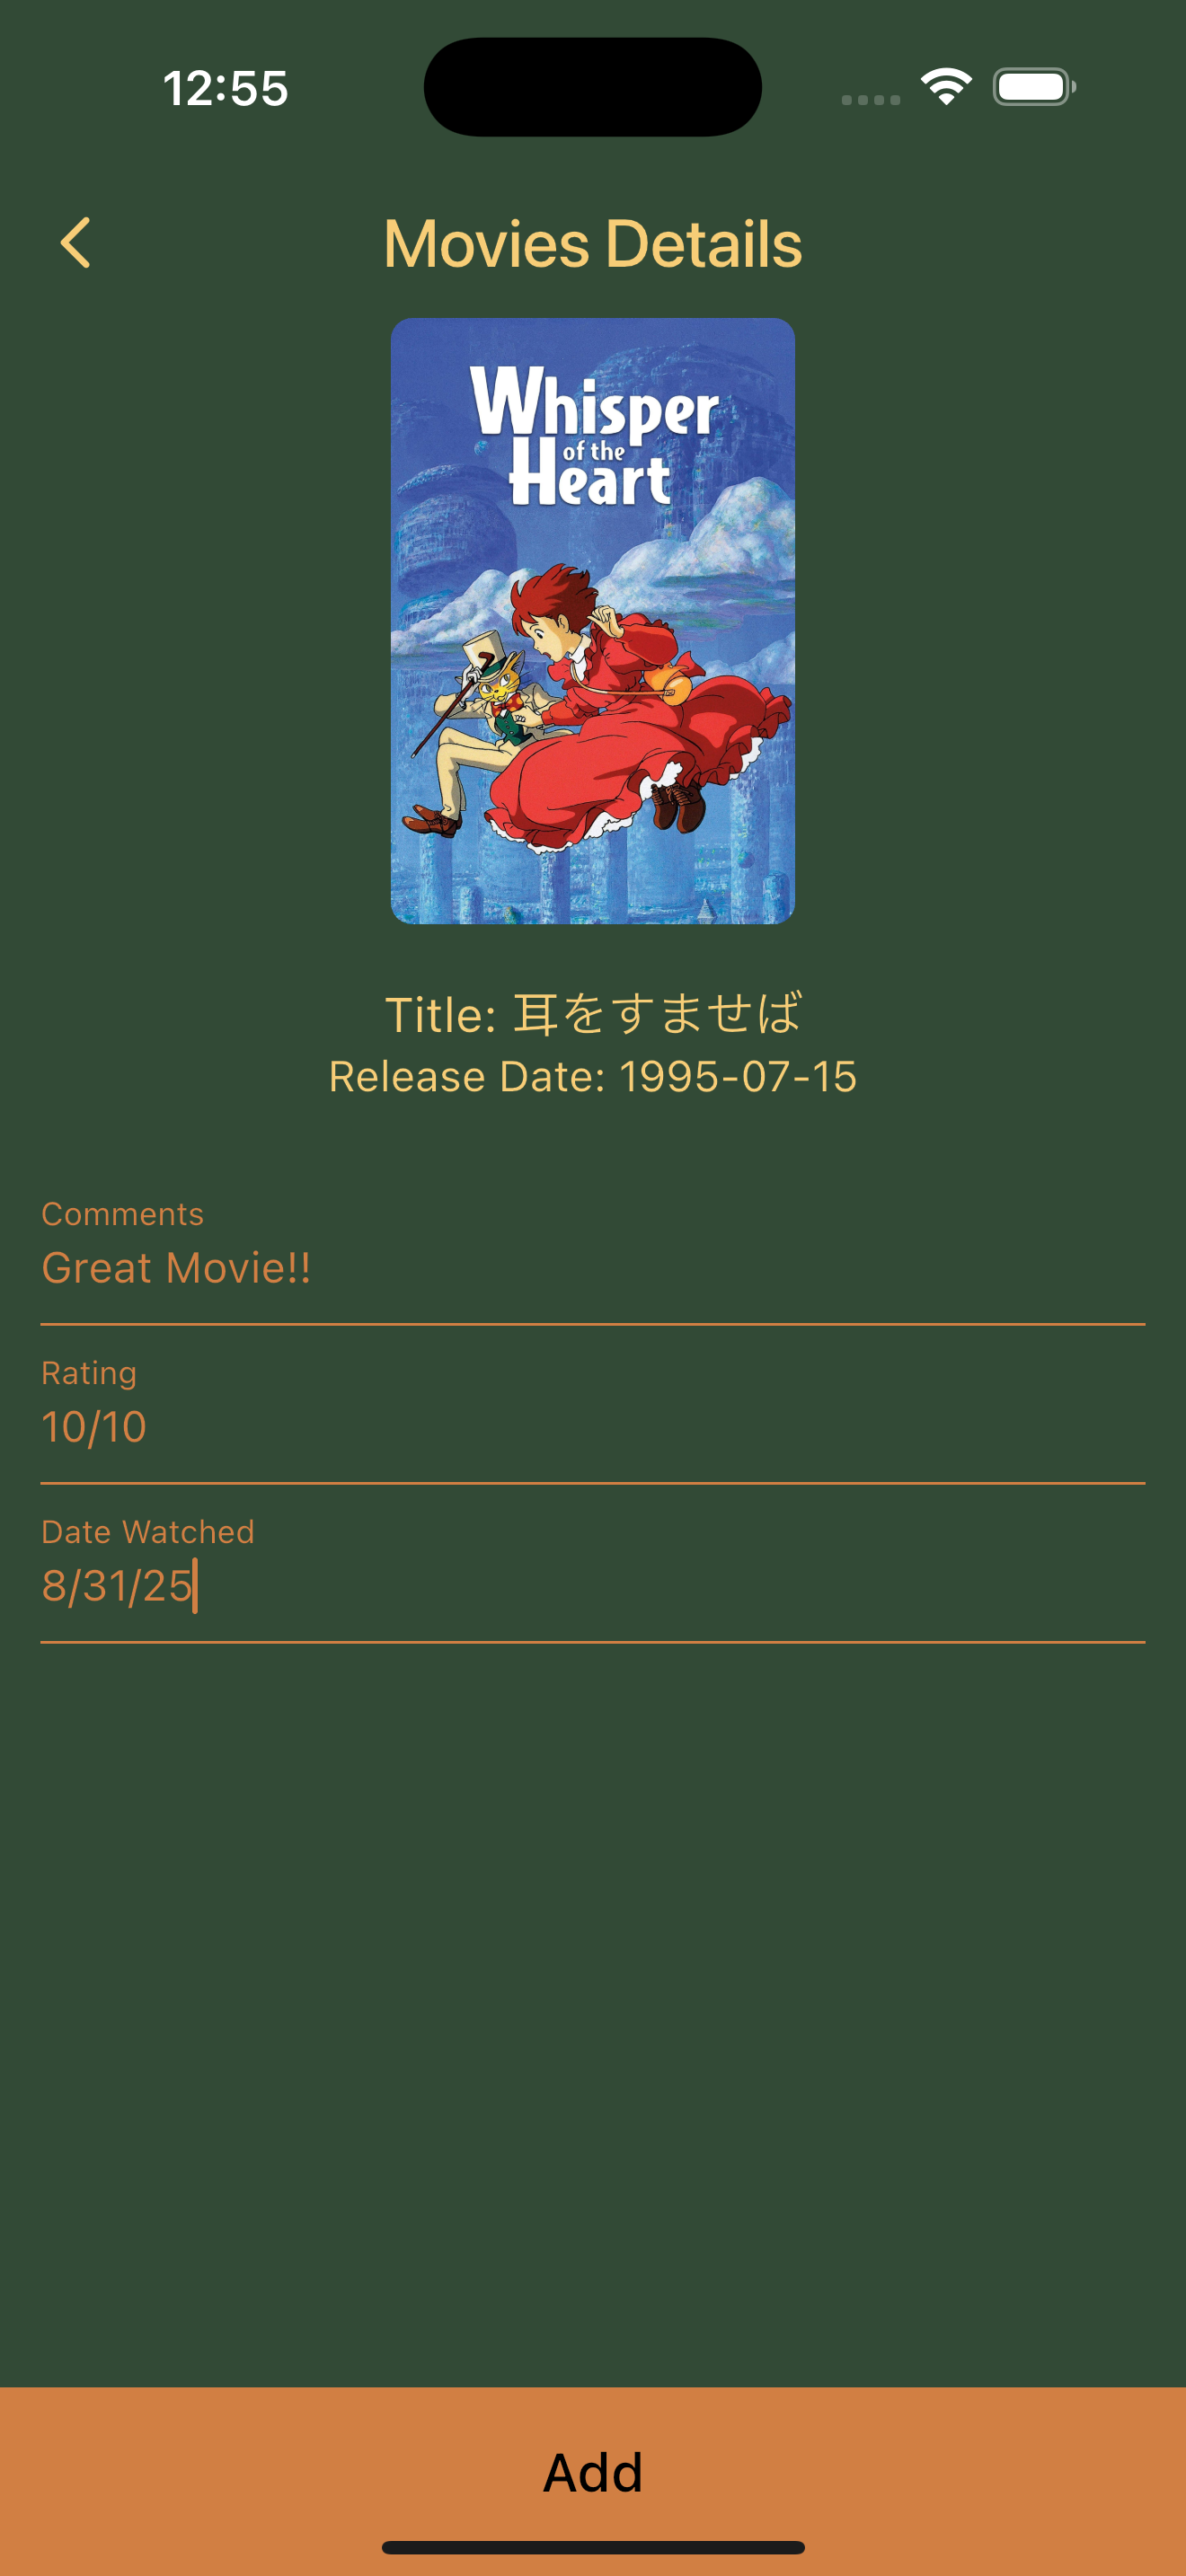 12:55
Movies Details
Whisper
of the
Heart
Title: 耳をすませば
Release Date: 1995-07-15
Comments
Great Movie!!
Rating
10/10
Date Watched
8/31/25
Add